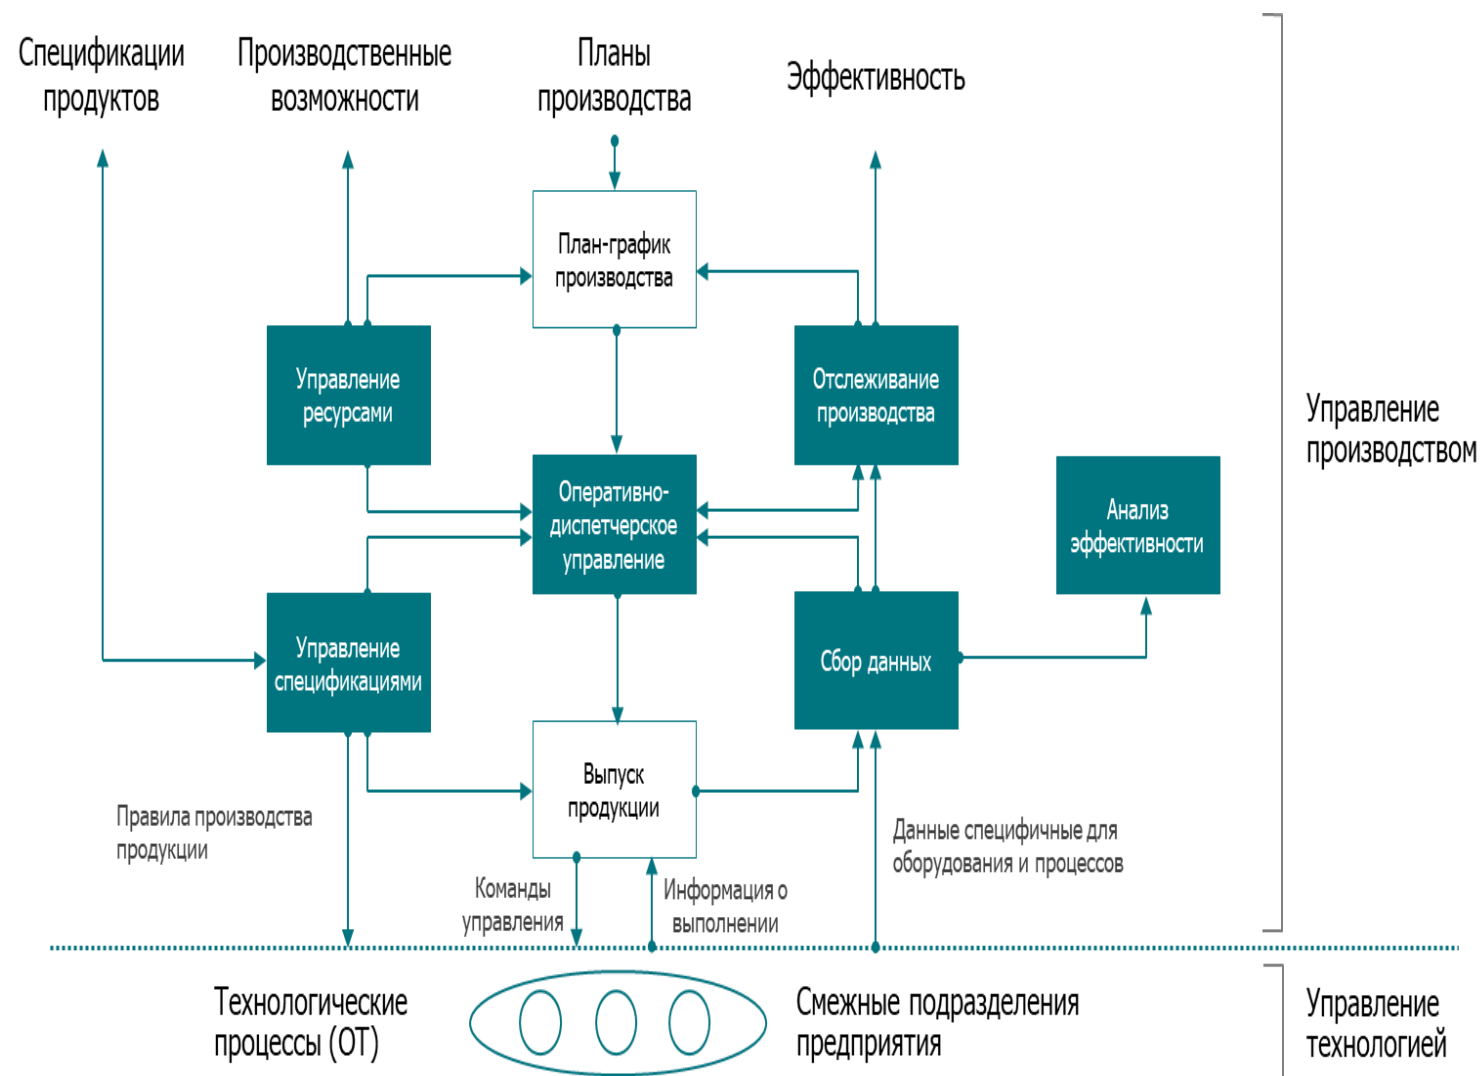 Спецификации
продуктов
Производственные
возможности
Планы
производства
Эффективность
План-график
производства
Управление
ресурсами
Отслеживание
производства
Управление
производством
Оперативно-
диспетчерское
управление
Анализ
эффективности
Управление
спецификациями
Сбор данных
Выпуск
продукции
Правила производства
продукции
Данные специфичные для
оборудования и процессов
Команды
управления
Информация о
выполнении
Технологические
процессы (ОТ)
Смежные подразделения
предприятия
Управление
технологией